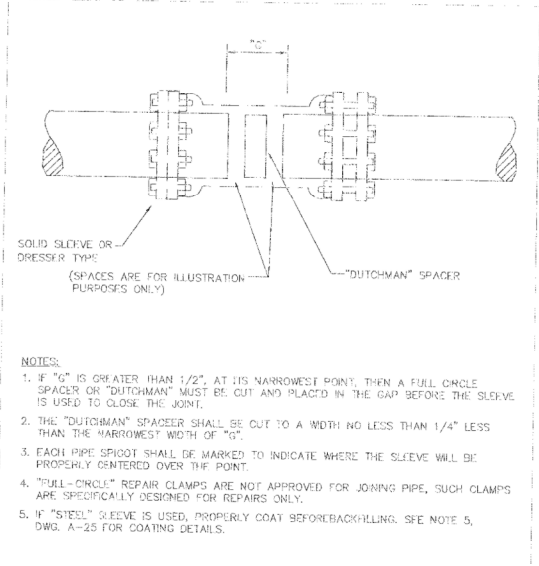 "G"
SOLID SLEEVE OR
DRESSER TYPE
(SPACES ARE FOR ILLUSTRATION
PURPOSES ONLY)
"DUTCHMAN" SPACER
NOTES:
1. IF "G" IS GREATER THAN 1/2", AT ITS NARROWEST POINT, THEN A FULL CIRCLE
SPACER OR "DUTCHMAN" MUST BE CUT AND PLACED IN THE GAP BEFORE THE SLEEVE
IS USED TO CLOSE THE JOINT.
2. THE "DUTCHMAN" SPACEER SHALL BE CUT TO A WIDTH NO LESS THAN 1/4" LESS
THAN THE NARROWEST WIDTH OF "G".
3. EACH PIPE SPIGOT SHALL BE MARKED TO INDICATE WHERE THE SLEEVE WILL BE
PROPERLY CENTERED OVER THE POINT.
4. "FULL-CIRCLE" REPAIR CLAMPS ARE NOT APPROVED FOR JOINING PIPE, SUCH CLAMPS
ARE SPECIFICALLY DESIGNED FOR REPAIRS ONLY.
5. IF "STEEL" SLEEVE IS USED, PROPERLY COAT BEFOREBACKFILLING. SEE NOTE 5,
DWG. A-25 FOR COATING DETAILS.